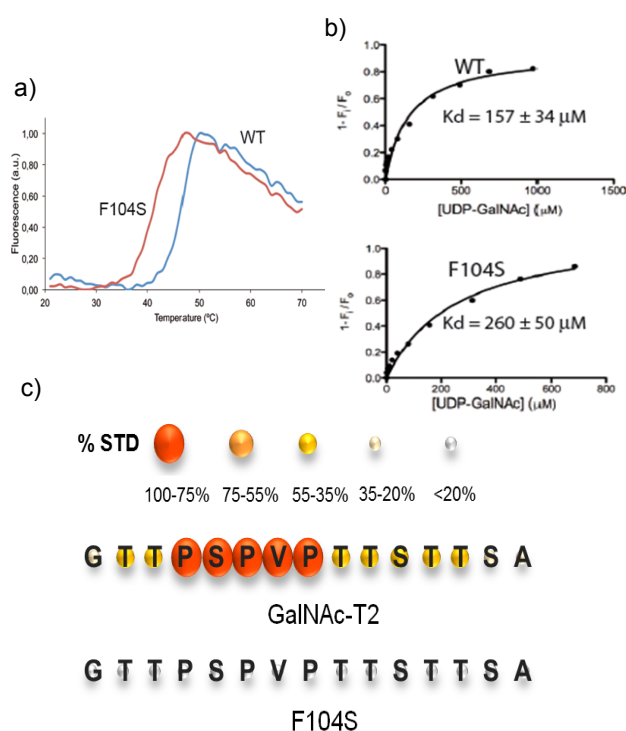 a)
1,00
0,80
0,60
0,40
0,20
0,00
Fluorescence (a.u.)
F104S
WT
20 30 40 50 60 70
Temperature (ºC)
b)
1.0
0.8
0.6
0.4
0.2
0.0
1- Fi / Fo
WT
Kd = 157 ± 34 µM
0 500 1000 1500
[UDP-GalNAc] (µM)
1.0
0.8
0.6
0.4
0.2
0.0
1- Fi / Fo
F104S
Kd = 260 ± 50 µM
0 200 400 600 800
[UDP-GalNAc] (µM)
c)
% STD
100-75% 75-55% 55-35% 35-20% <20%
G T T P S P V P T T S T T S A
GalNAc-T2
G T T P S P V P T T S T T S A
F104S